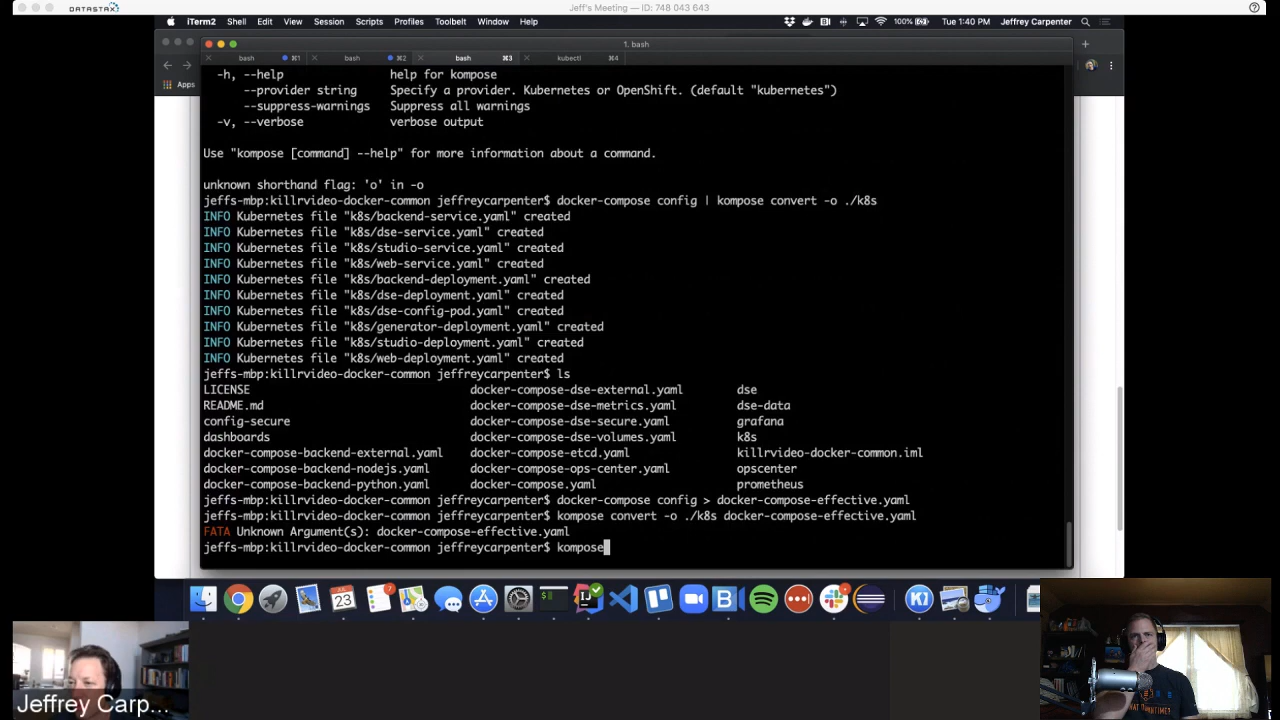 DATASTAX
Jeff's Meeting — ID: 748 043 643
iTerm2 Shell Edit View Session Scripts Profiles Toolbelt Window Help 100% Tue 1:40 PM Jeffrey Carpenter
1. bash
bash ⌘1 bash ⌘2 bash ⌘3 kubectl ⌘4
Apps
-h, --help help for kompose
--provider string Specify a provider. Kubernetes or OpenShift. (default "kubernetes")
--suppress-warnings Suppress all warnings
-v, --verbose verbose output
Use "kompose [command] --help" for more information about a command.
unknown shorthand flag: 'o' in -o
jeffs-mbp:killrvideo-docker-common jeffreycarpenter$ docker-compose config | kompose convert -o ./k8s
INFO Kubernetes file "k8s/backend-service.yaml" created
INFO Kubernetes file "k8s/dse-service.yaml" created
INFO Kubernetes file "k8s/studio-service.yaml" created
INFO Kubernetes file "k8s/web-service.yaml" created
INFO Kubernetes file "k8s/backend-deployment.yaml" created
INFO Kubernetes file "k8s/dse-deployment.yaml" created
INFO Kubernetes file "k8s/dse-config-pod.yaml" created
INFO Kubernetes file "k8s/generator-deployment.yaml" created
INFO Kubernetes file "k8s/studio-deployment.yaml" created
INFO Kubernetes file "k8s/web-deployment.yaml" created
jeffs-mbp:killrvideo-docker-common jeffreycarpenter$ ls
LICENSE docker-compose-dse-external.yaml dse
README.md docker-compose-dse-metrics.yaml dse-data
config-secure docker-compose-dse-secure.yaml grafana
dashboards docker-compose-dse-volumes.yaml k8s
docker-compose-backend-external.yaml docker-compose-etcd.yaml killrvideo-docker-common.iml
docker-compose-backend-nodejs.yaml docker-compose-ops-center.yaml opscenter
docker-compose-backend-python.yaml docker-compose.yaml prometheus
jeffs-mbp:killrvideo-docker-common jeffreycarpenter$ docker-compose config > docker-compose-effective.yaml
jeffs-mbp:killrvideo-docker-common jeffreycarpenter$ kompose convert -o ./k8s docker-compose-effective.yaml
FATA Unknown Argument(s): docker-compose-effective.yaml
jeffs-mbp:killrvideo-docker-common jeffreycarpenter$ kompose
23
7
Jeffrey Carp...